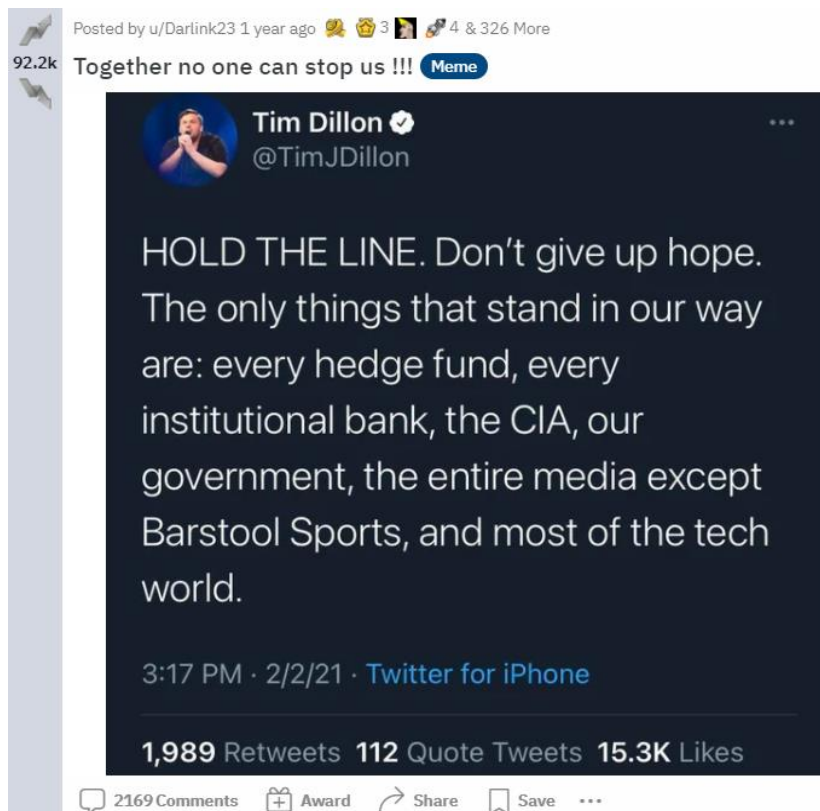 Posted by u/Darlink23 1 year ago 3 4 & 326 More
92.2k Together no one can stop us !!! Meme
Tim Dillon
@TimJDillon
HOLD THE LINE. Don't give up hope.
The only things that stand in our way
are: every hedge fund, every
institutional bank, the CIA, our
government, the entire media except
Barstool Sports, and most of the tech
world.
3:17 PM · 2/2/21 · Twitter for iPhone
1,989 Retweets 112 Quote Tweets 15.3K Likes
2169 Comments Award Share Save